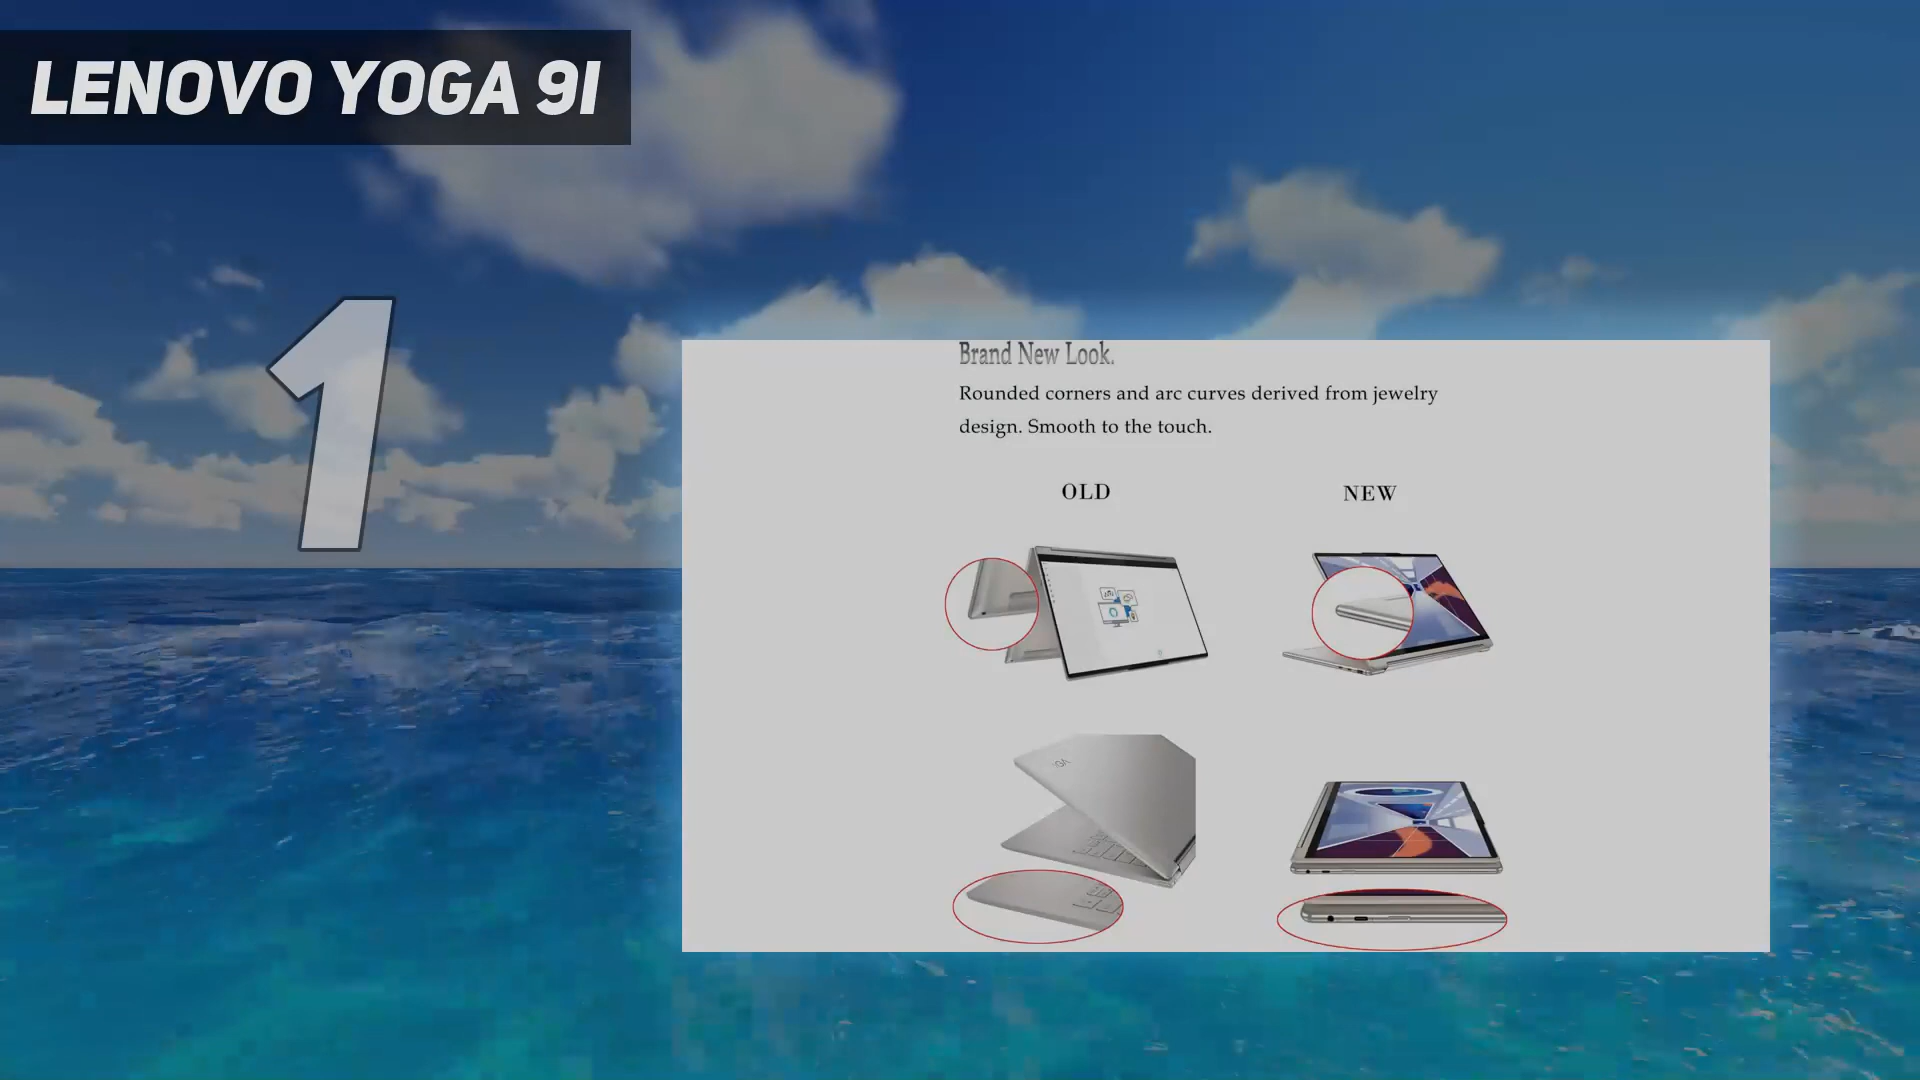 LENOVO YOGA 9I
1
Brand New Look.
Rounded corners and arc curves derived from jewelry
design. Smooth to the touch.
OLD
NEW